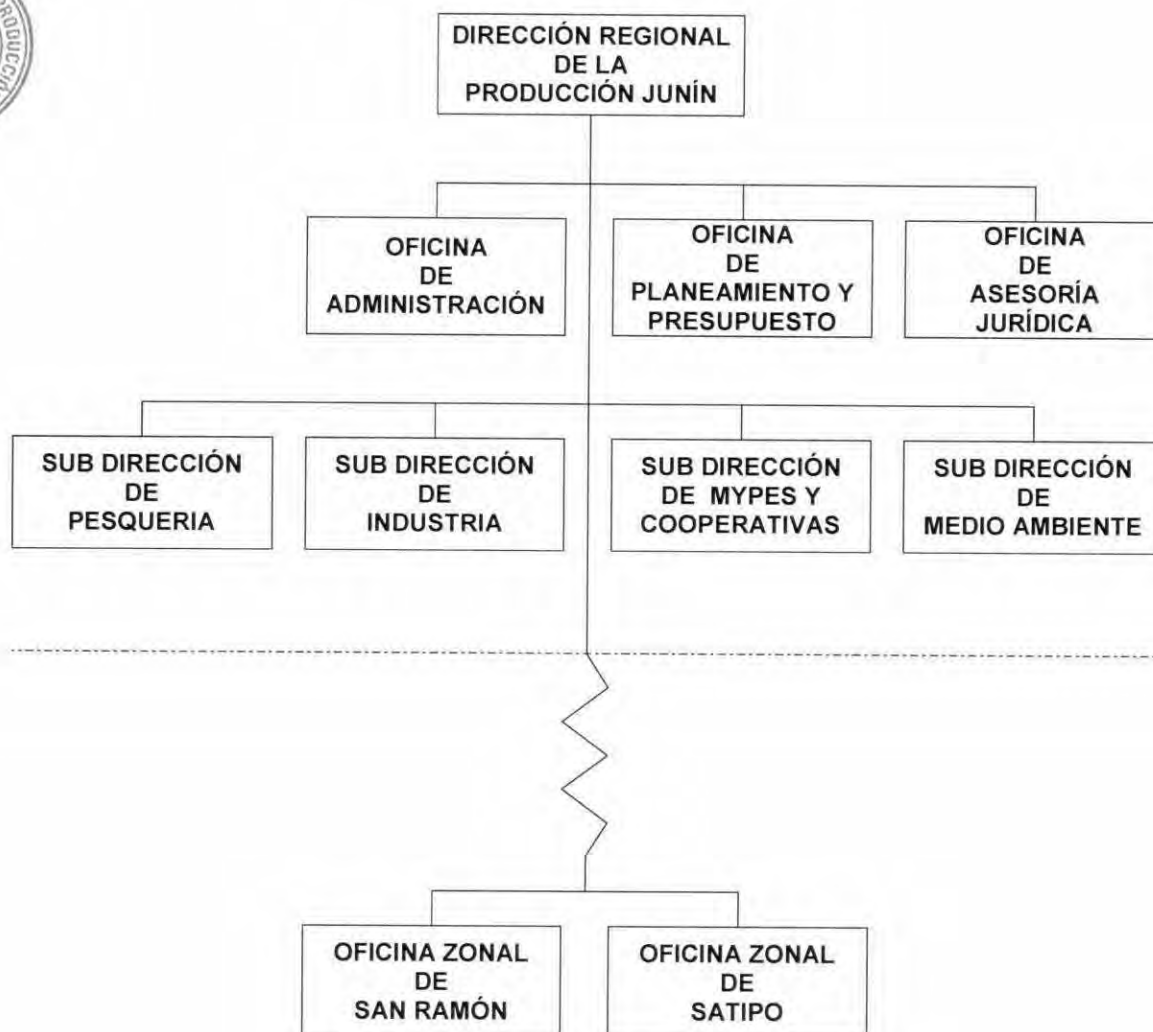 DIRECCIÓN REGIONAL
DE LA
PRODUCCIÓN JUNÍN
OFICINA
DE
ADMINISTRACIÓN
OFICINA
DE
PLANEAMIENTO Y
PRESUPUESTO
OFICINA
DE
ASESORÍA
JURÍDICA
SUB DIRECCIÓN
DE
PESQUERIA
SUB DIRECCIÓN
DE
INDUSTRIA
SUB DIRECCIÓN
DE MYPES Y
COOPERATIVAS
SUB DIRECCIÓN
DE
MEDIO AMBIENTE
OFICINA ZONAL
DE
SAN RAMÓN
OFICINA ZONAL
DE
SATIPO